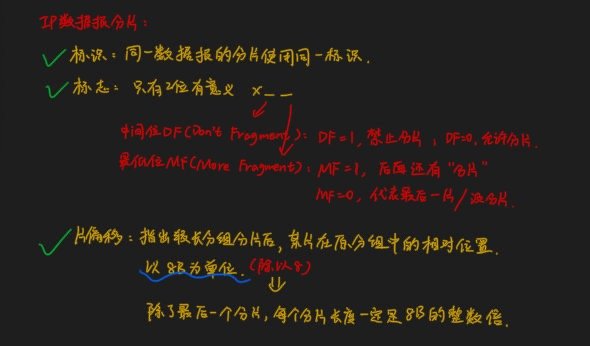 IP数据报分片：
标识：同一数据报的分片使用同一标识．
标志：只有2位有意义 x _ _
中间位DF(Don't Fragment)：DF=1，禁止分片；DF=0，允许分片．
最低位MF(More Fragment)：MF=1，后面还有"分片"
MF=0，代表最后一片/没分片．
片偏移：指出较长分组分片后，某片在原分组中的相对位置．
以8B为单位．(除以8)
除了最后一个分片，每个分片长度一定是8B的整数倍．